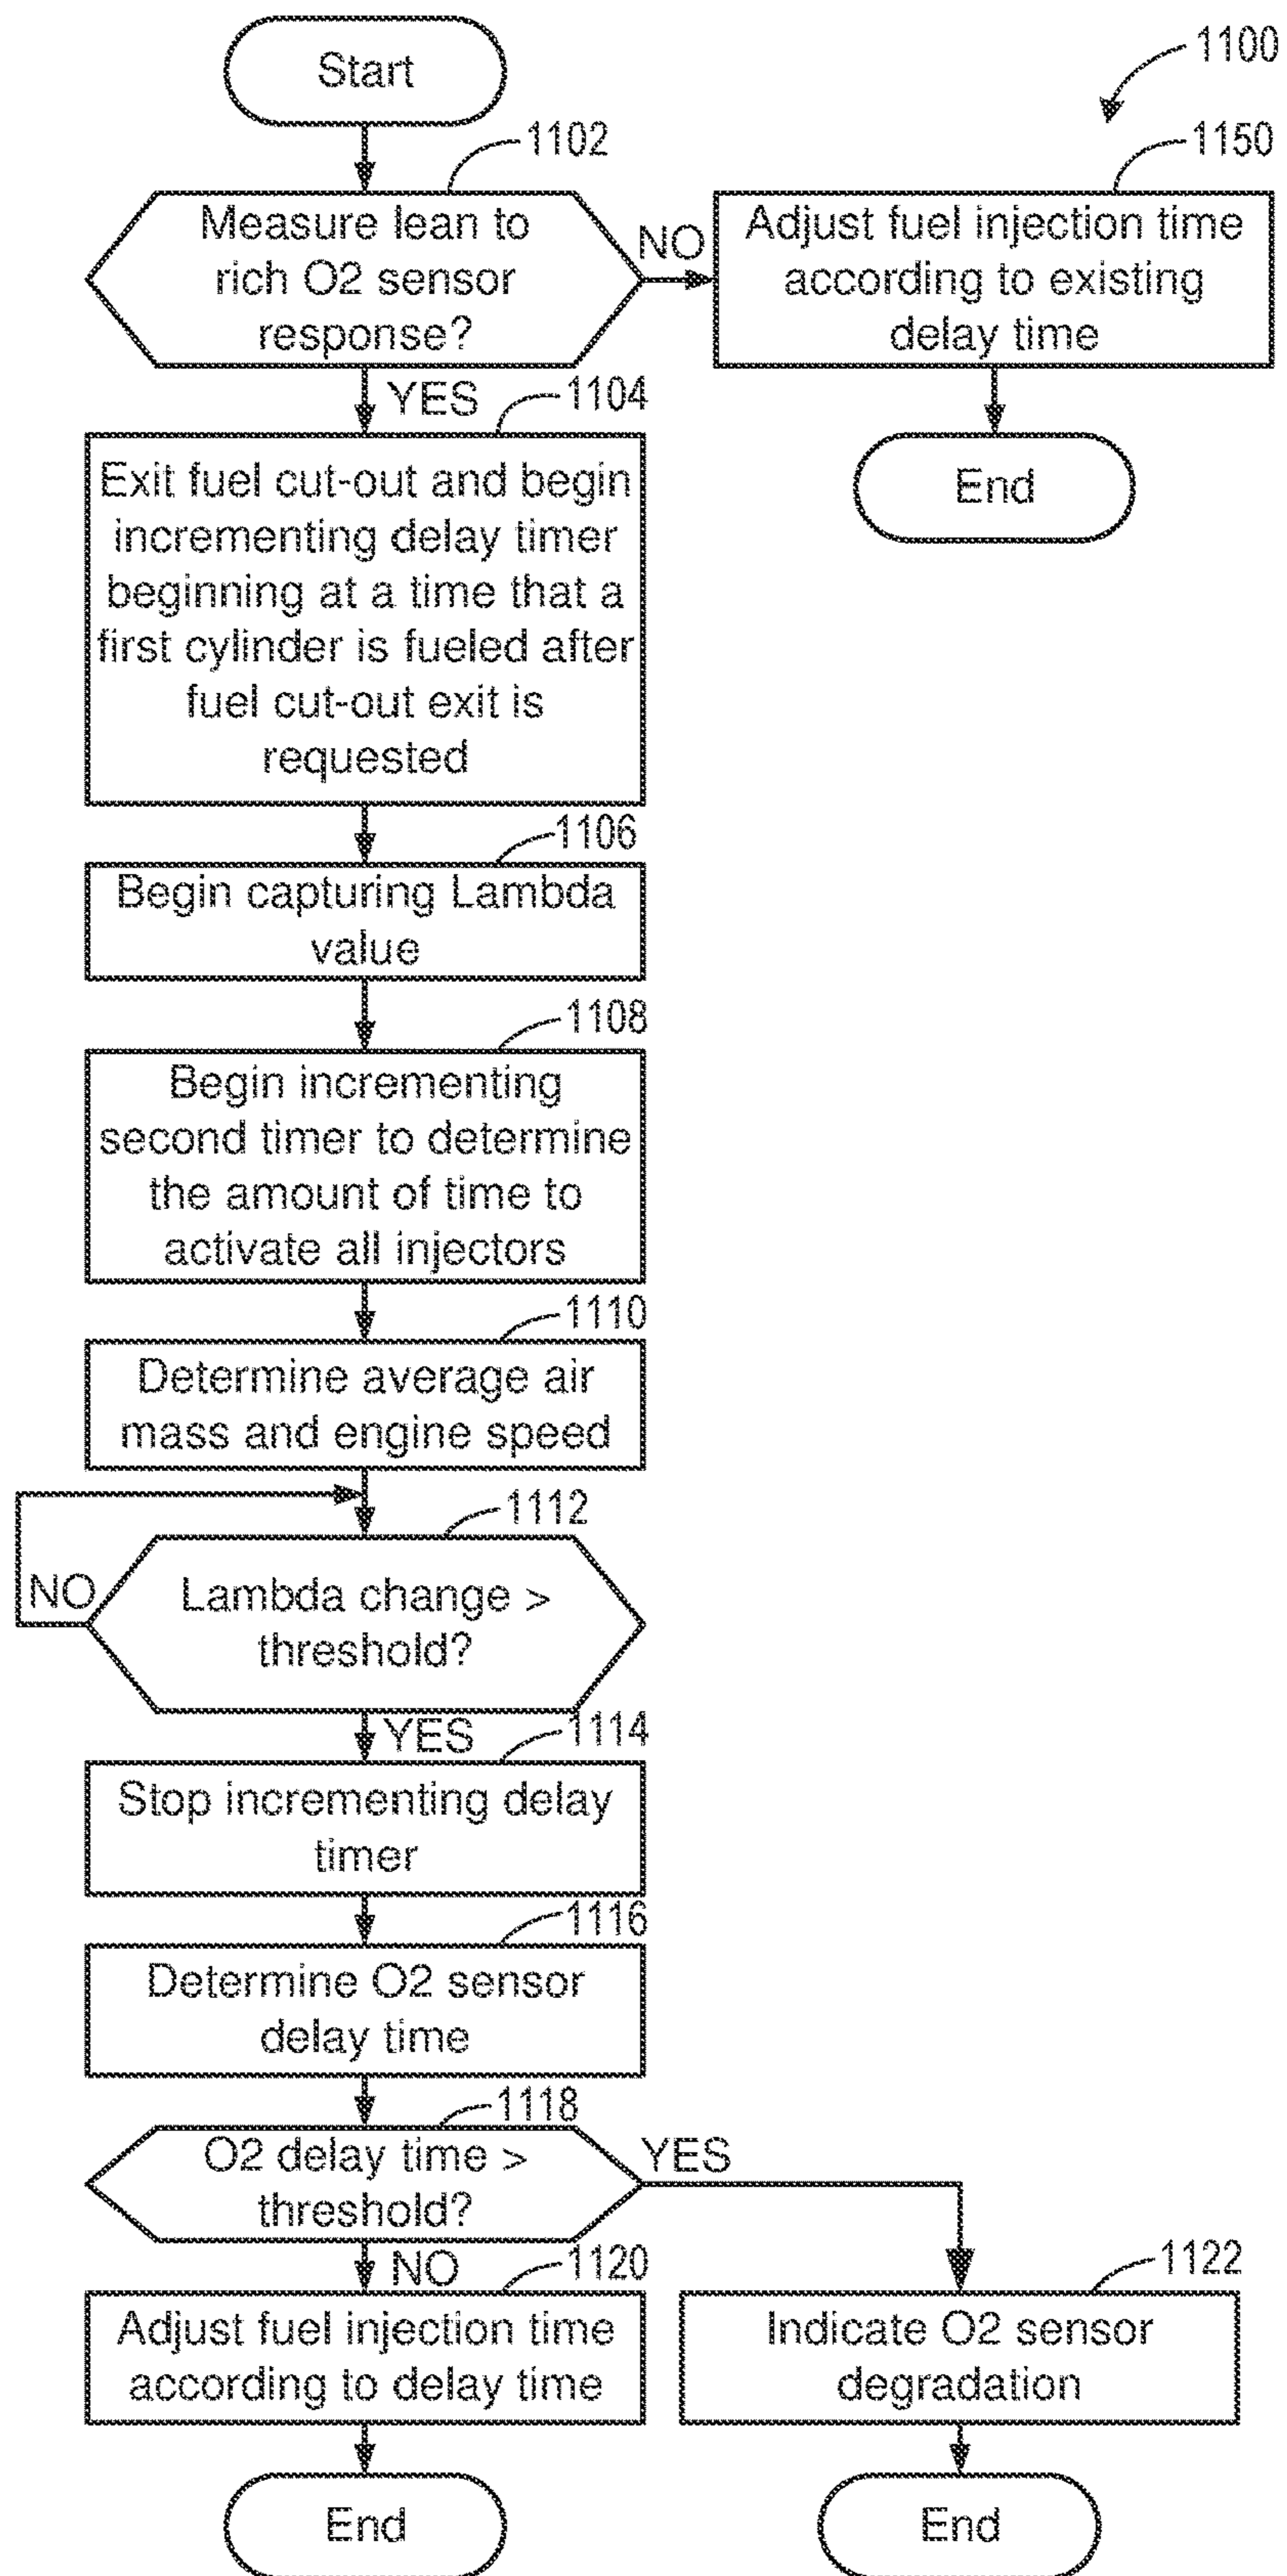 Start
1100
1102
1150
Measure lean to
rich O2 sensor
response?
NO
Adjust fuel injection time
according to existing
delay time
YES
1104
End
Exit fuel cut-out and begin
incrementing delay timer
beginning at a time that a
first cylinder is fueled after
fuel cut-out exit is
requested
1106
Begin capturing Lambda
value
1108
Begin incrementing
second timer to determine
the amount of time to
activate all injectors
1110
Determine average air
mass and engine speed
1112
NO
Lambda change >
threshold?
YES
1114
Stop incrementing delay
timer
1116
Determine O2 sensor
delay time
1118
O2 delay time >
threshold?
YES
NO
1120
1122
Adjust fuel injection time
according to delay time
Indicate O2 sensor
degradation
End
End